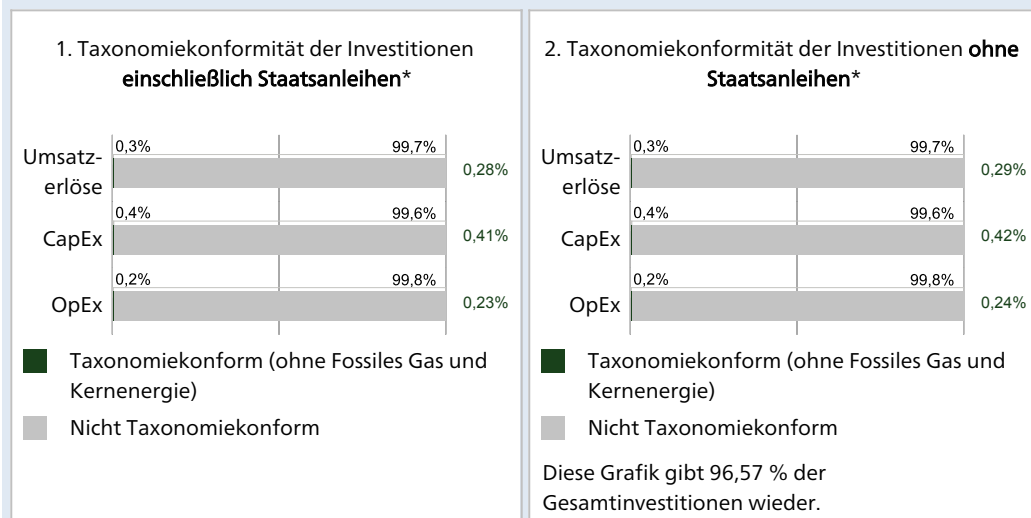 1. Taxonomiekonformität der Investitionen
einschließlich Staatsanleihen*
Umsatz-
erlöse
0,3% 99,7%
0,28%
CapEx
0,4% 99,6%
0,41%
OpEx
0,2% 99,8%
0,23%
Taxonomiekonform (ohne Fossiles Gas und
Kernenergie)
Nicht Taxonomiekonform
2. Taxonomiekonformität der Investitionen ohne
Staatsanleihen*
Umsatz-
erlöse
0,3% 99,7%
0,29%
CapEx
0,4% 99,6%
0,42%
OpEx
0,2% 99,8%
0,24%
Taxonomiekonform (ohne Fossiles Gas und
Kernenergie)
Nicht Taxonomiekonform
Diese Grafik gibt 96,57 % der
Gesamtinvestitionen wieder.